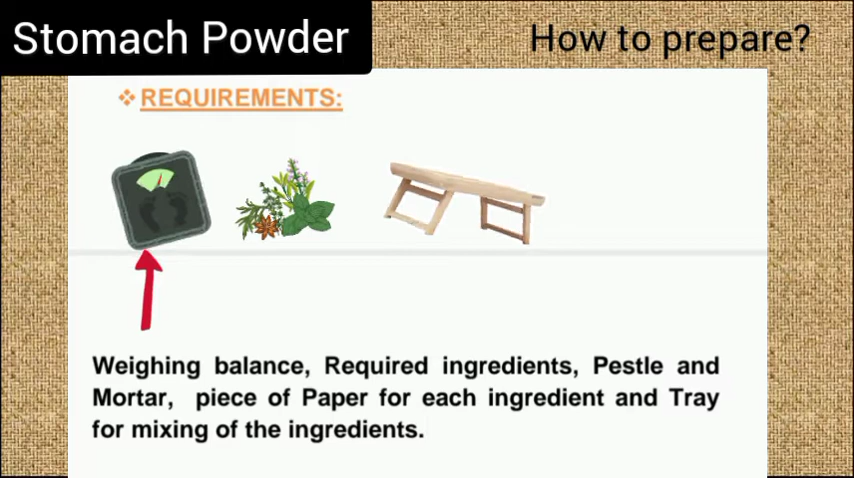 Stomach Powder
How to prepare?
❖ REQUIREMENTS:
Weighing balance, Required ingredients, Pestle and
Mortar, piece of Paper for each ingredient and Tray
for mixing of the ingredients.